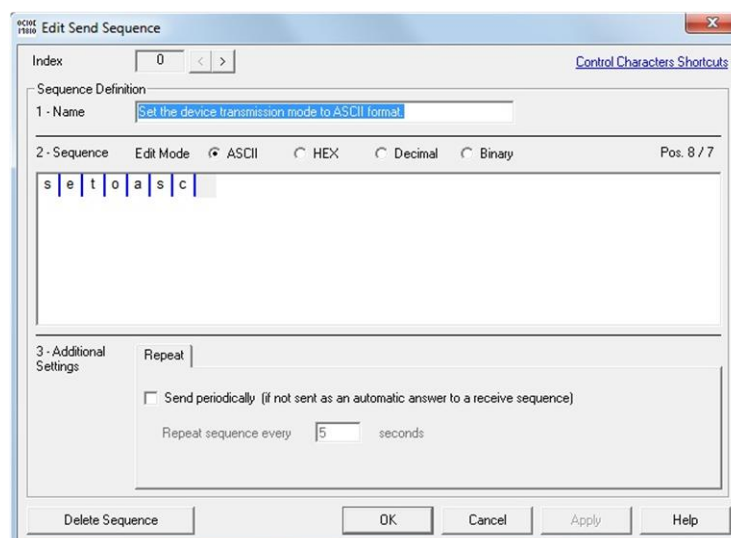 Edit Send Sequence
Index 0 < > Control Characters Shortcuts
Sequence Definition
1 - Name Set the device transmission mode to ASCII format.
2 - Sequence Edit Mode ASCII HEX Decimal Binary Pos. 8 / 7
s e t o a s c
3 - Additional Settings Repeat
Send periodically (if not sent as an automatic answer to a receive sequence)
Repeat sequence every 5 seconds
Delete Sequence OK Cancel Apply Help